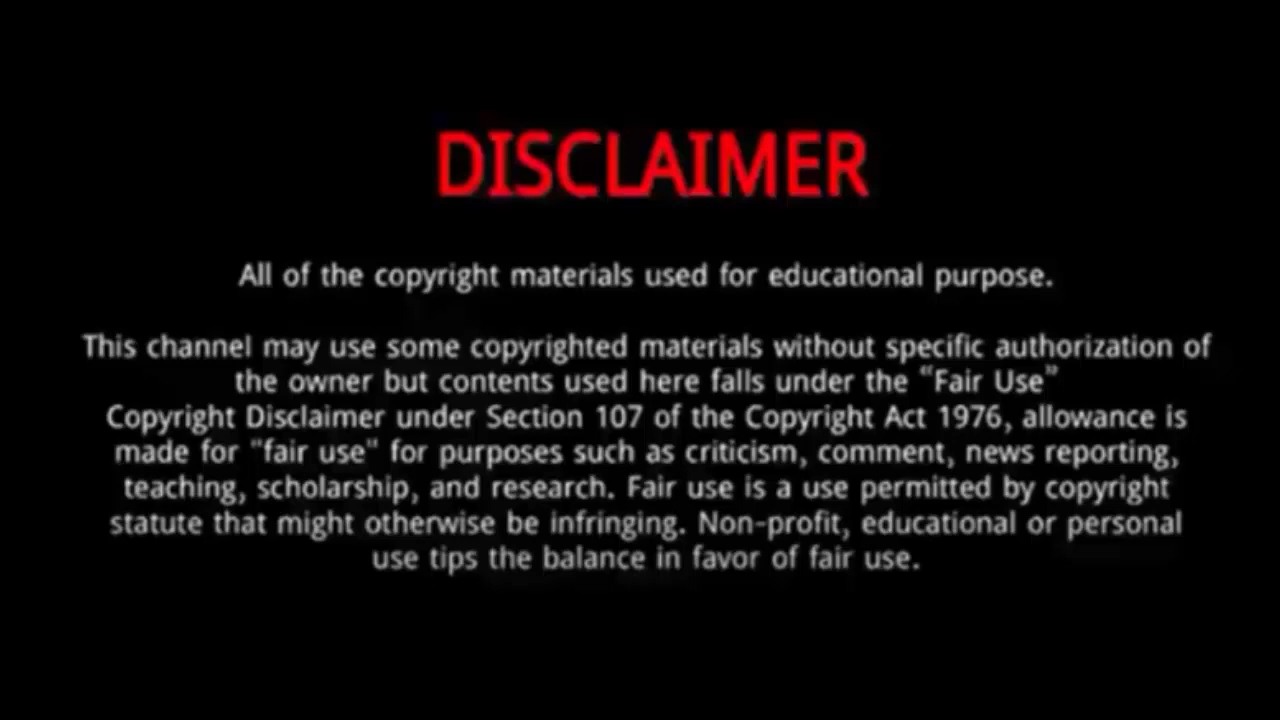 DISCLAIMER
All of the copyright materials used for educational purpose.
This channel may use some copyrighted materials without specific authorization of
the owner but contents used here falls under the “Fair Use”
Copyright Disclaimer under Section 107 of the Copyright Act 1976, allowance is
made for "fair use" for purposes such as criticism, comment, news reporting,
teaching, scholarship, and research. Fair use is a use permitted by copyright
statute that might otherwise be infringing. Non-profit, educational or personal
use tips the balance in favor of fair use.